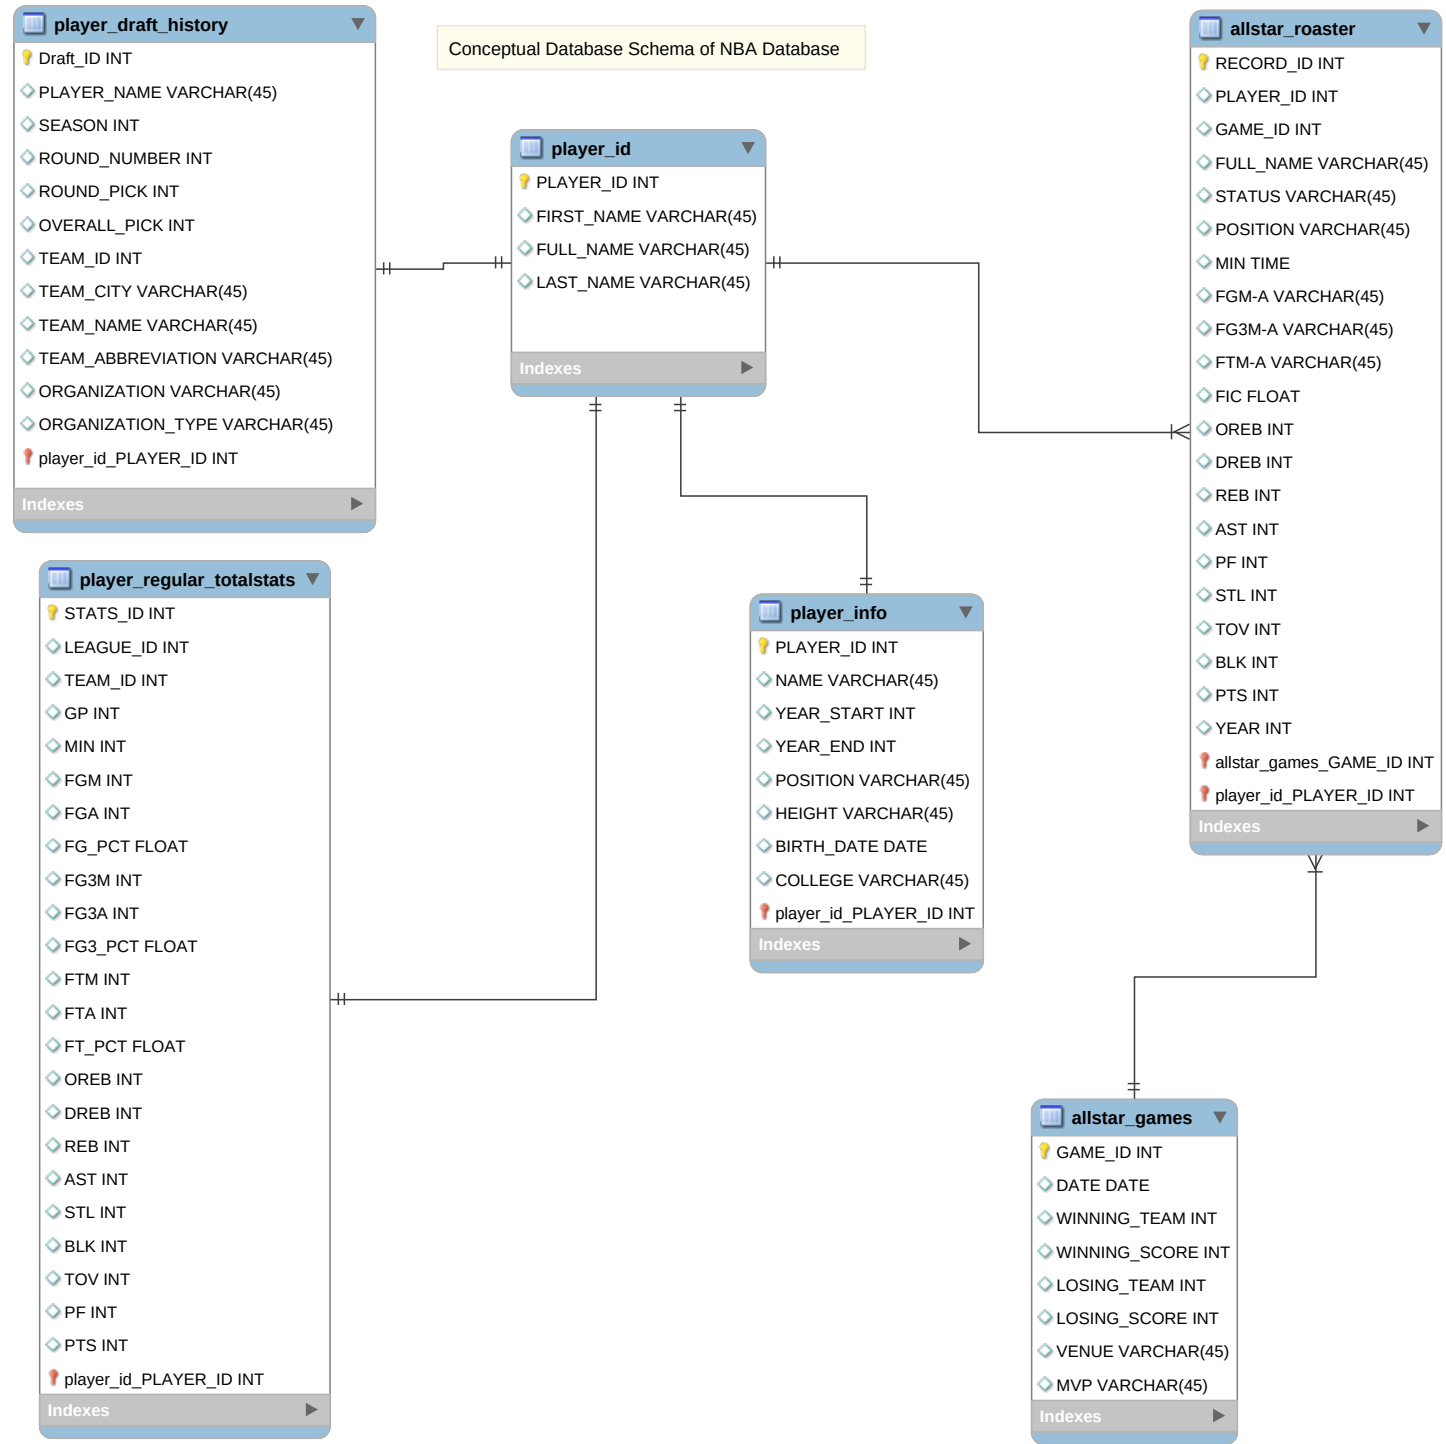 player_draft_history
Draft_ID INT
PLAYER_NAME VARCHAR(45)
SEASON INT
ROUND_NUMBER INT
ROUND_PICK INT
OVERALL_PICK INT
TEAM_ID INT
TEAM_CITY VARCHAR(45)
TEAM_NAME VARCHAR(45)
TEAM_ABBREVIATION VARCHAR(45)
ORGANIZATION VARCHAR(45)
ORGANIZATION_TYPE VARCHAR(45)
player_id_PLAYER_ID INT
Indexes
Conceptual Database Schema of NBA Database
player_id
PLAYER_ID INT
FIRST_NAME VARCHAR(45)
FULL_NAME VARCHAR(45)
LAST_NAME VARCHAR(45)
Indexes
allstar_roaster
RECORD_ID INT
PLAYER_ID INT
GAME_ID INT
FULL_NAME VARCHAR(45)
STATUS VARCHAR(45)
POSITION VARCHAR(45)
MIN TIME
FGM-A VARCHAR(45)
FG3M-A VARCHAR(45)
FTM-A VARCHAR(45)
FIC FLOAT
OREB INT
DREB INT
REB INT
AST INT
PF INT
STL INT
TOV INT
BLK INT
PTS INT
YEAR INT
allstar_games_GAME_ID INT
player_id_PLAYER_ID INT
Indexes
player_regular_totalstats
STATS_ID INT
LEAGUE_ID INT
TEAM_ID INT
GP INT
MIN INT
FGM INT
FGA INT
FG_PCT FLOAT
FG3M INT
FG3A INT
FG3_PCT FLOAT
FTM INT
FTA INT
FT_PCT FLOAT
OREB INT
DREB INT
REB INT
AST INT
STL INT
BLK INT
TOV INT
PF INT
PTS INT
player_id_PLAYER_ID INT
Indexes
player_info
PLAYER_ID INT
NAME VARCHAR(45)
YEAR_START INT
YEAR_END INT
POSITION VARCHAR(45)
HEIGHT VARCHAR(45)
BIRTH_DATE DATE
COLLEGE VARCHAR(45)
player_id_PLAYER_ID INT
Indexes
allstar_games
GAME_ID INT
DATE DATE
WINNING_TEAM INT
WINNING_SCORE INT
LOSING_TEAM INT
LOSING_SCORE INT
VENUE VARCHAR(45)
MVP VARCHAR(45)
Indexes